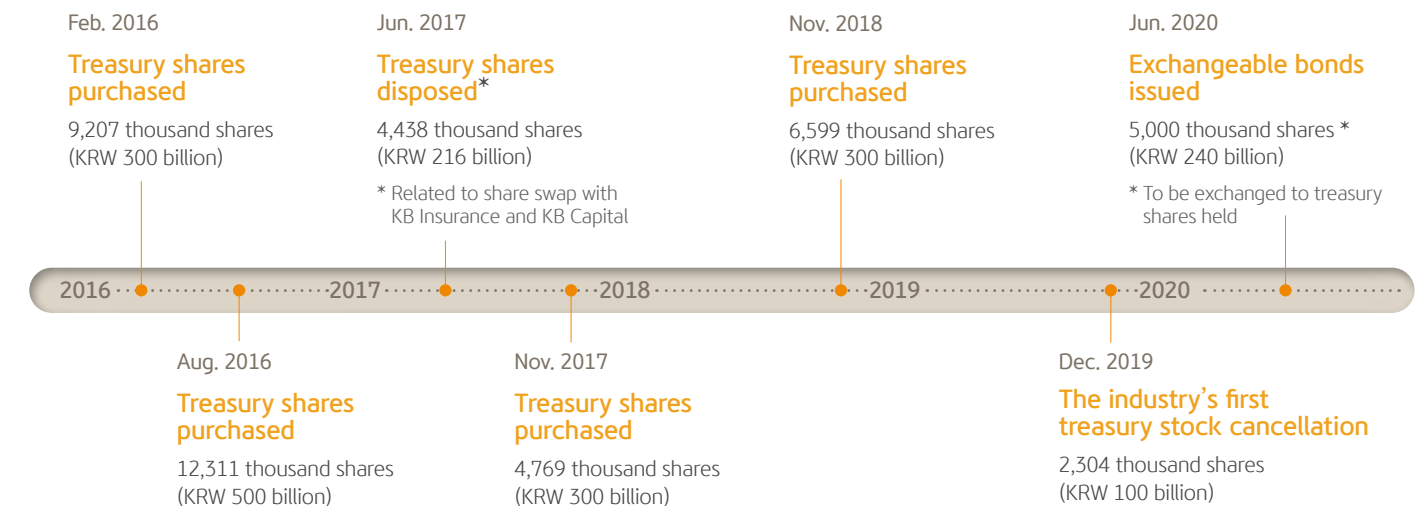 Feb. 2016
Treasury shares
purchased
9,207 thousand shares
(KRW 300 billion)
Jun. 2017
Treasury shares
disposed*
4,438 thousand shares
(KRW 216 billion)
* Related to share swap with
KB Insurance and KB Capital
Nov. 2018
Treasury shares
purchased
6,599 thousand shares
(KRW 300 billion)
Jun. 2020
Exchangeable bonds
issued
5,000 thousand shares *
(KRW 240 billion)
* To be exchanged to treasury
shares held
2016 2017 2018 2019 2020
Aug. 2016
Treasury shares
purchased
12,311 thousand shares
(KRW 500 billion)
Nov. 2017
Treasury shares
purchased
4,769 thousand shares
(KRW 300 billion)
Dec. 2019
The industry's first
treasury stock cancellation
2,304 thousand shares
(KRW 100 billion)